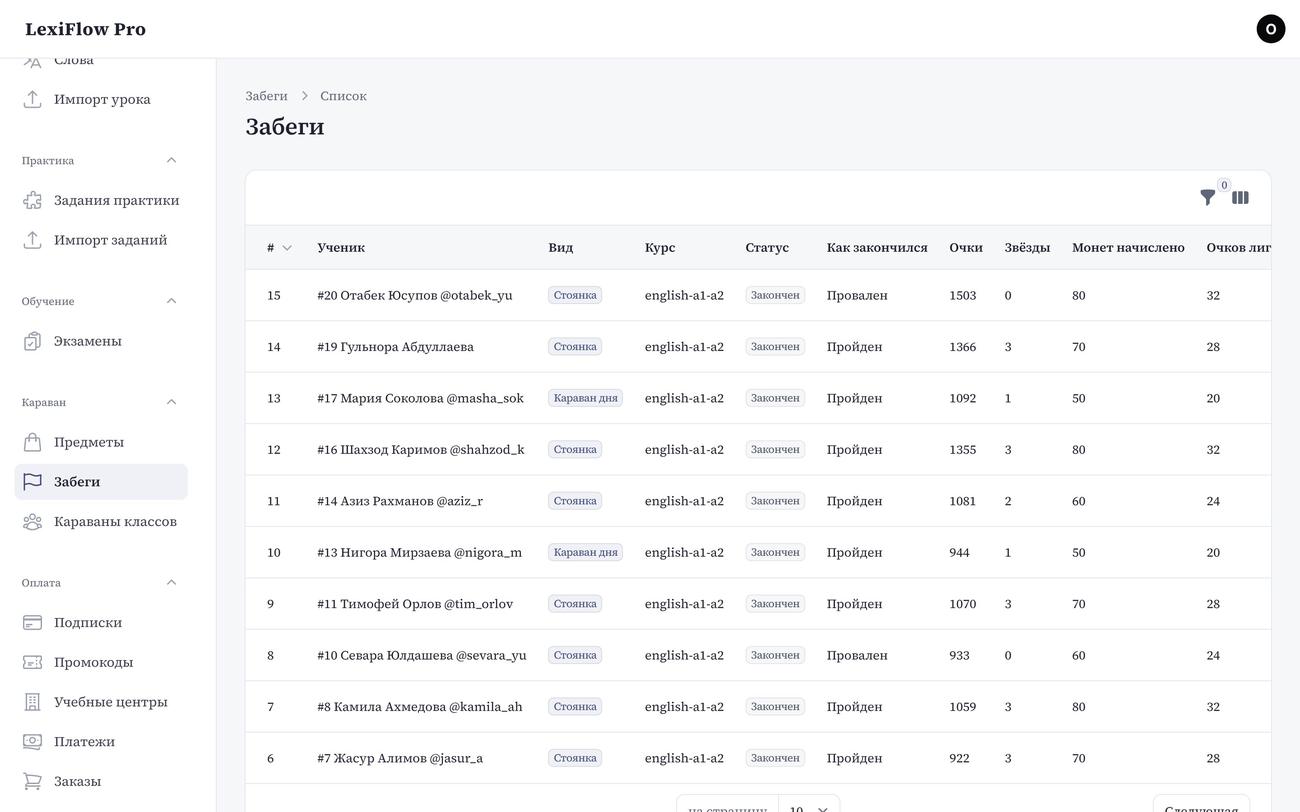 LexiFlow Pro
O
Слова
Импорт урока
Практика
Задания практики
Импорт заданий
Обучение
Экзамены
Караван
Предметы
Забеги
Караваны классов
Оплата
Подписки
Промокоды
Учебные центры
Платежи
Заказы
Забеги > Список
Забеги
0
# Ученик Вид Курс Статус Как закончился Очки Звёзды Монет начислено Очков лиг
15 #20 Отабек Юсупов @otabek_yu Стоянка english-a1-a2 Закончен Провален 1503 0 80 32
14 #19 Гульнора Абдуллаева Стоянка english-a1-a2 Закончен Пройден 1366 3 70 28
13 #17 Мария Соколова @masha_sok Караван дня english-a1-a2 Закончен Пройден 1092 1 50 20
12 #16 Шахзод Каримов @shahzod_k Стоянка english-a1-a2 Закончен Пройден 1355 3 80 32
11 #14 Азиз Рахманов @aziz_r Стоянка english-a1-a2 Закончен Пройден 1081 2 60 24
10 #13 Нигора Мирзаева @nigora_m Караван дня english-a1-a2 Закончен Пройден 944 1 50 20
9 #11 Тимофей Орлов @tim_orlov Стоянка english-a1-a2 Закончен Пройден 1070 3 70 28
8 #10 Севара Юлдашева @sevara_yu Стоянка english-a1-a2 Закончен Провален 933 0 60 24
7 #8 Камила Ахмедова @kamila_ah Стоянка english-a1-a2 Закончен Пройден 1059 3 80 32
6 #7 Жасур Алимов @jasur_a Стоянка english-a1-a2 Закончен Пройден 922 3 70 28
на страницу 10 Следующая